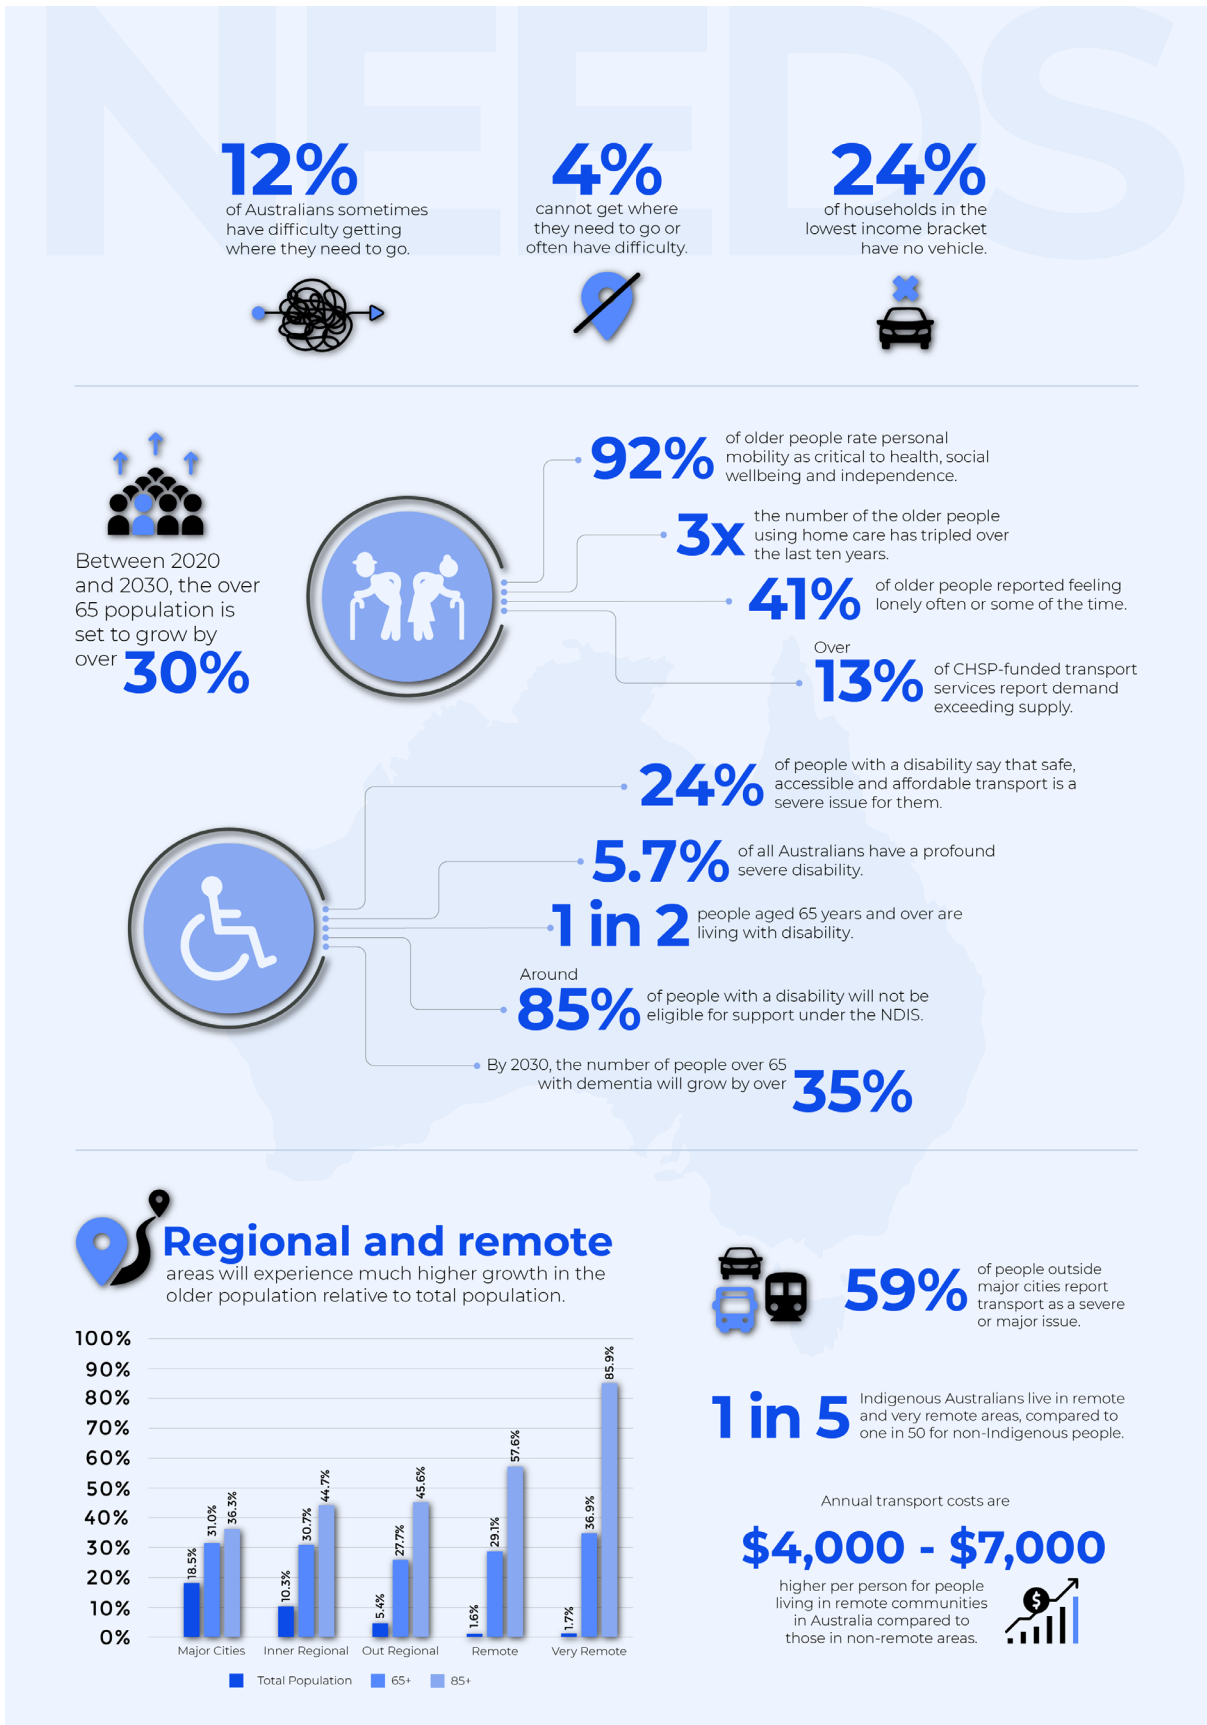 NEEDS
12%
of Australians sometimes
have difficulty getting
where they need to go.
4%
cannot get where
they need to go or
often have difficulty.
24%
of households in the
lowest income bracket
have no vehicle.
Between 2020
and 2030, the over
65 population is
set to grow by
over 30%
92%
of older people rate personal
mobility as critical to health, social
wellbeing and independence.
3x
the number of the older people
using home care has tripled over
the last ten years.
41%
of older people reported feeling
lonely often or some of the time.
Over
13%
of CHSP-funded transport
services report demand
exceeding supply.
24%
of people with a disability say that safe,
accessible and affordable transport is a
severe issue for them.
5.7%
of all Australians have a profound
severe disability.
1 in 2
people aged 65 years and over are
living with disability.
Around
85%
of people with a disability will not be
eligible for support under the NDIS.
By 2030, the number of people over 65
with dementia will grow by over
35%
Regional and remote
areas will experience much higher growth in the
older population relative to total population.
100%
90%
80%
70%
60%
50%
40%
30%
20%
10%
0%
18.5%
31.0%
36.3%
10.3%
30.7%
44.7%
5.4%
27.7%
45.6%
1.6%
29.1%
57.6%
1.7%
36.9%
85.9%
Major Cities
Inner Regional
Out Regional
Remote
Very Remote
Total Population
65+
85+
59%
of people outside
major cities report
transport as a severe
or major issue.
1 in 5
Indigenous Australians live in remote
and very remote areas, compared to
one in 50 for non-Indigenous people.
Annual transport costs are
$4,000 - $7,000
higher per person for people
living in remote communities
in Australia compared to
those in non-remote areas.
$